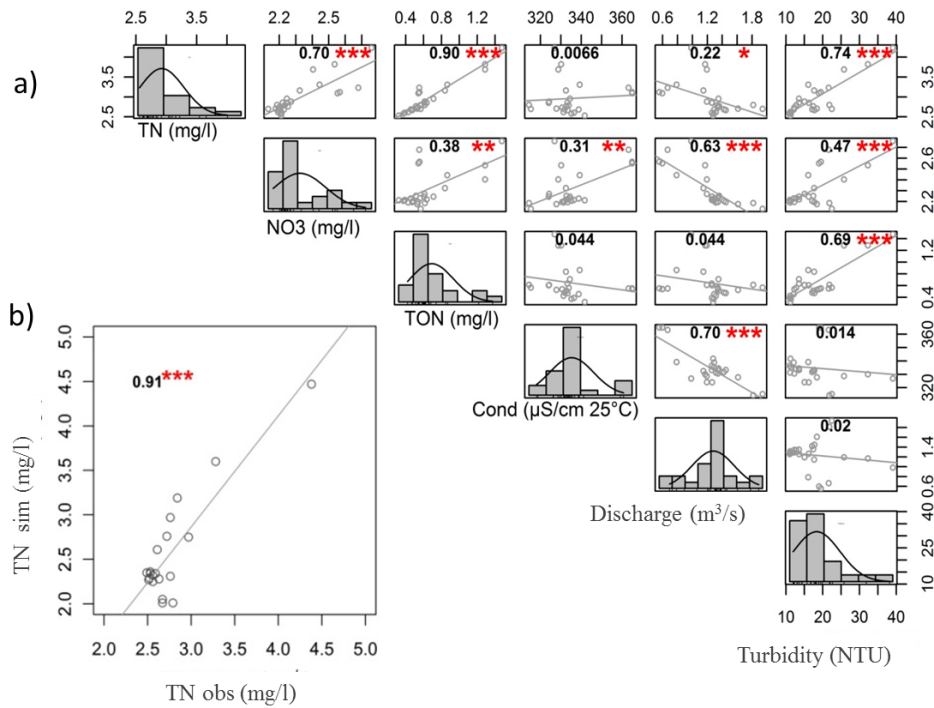 2.5 3.5 2.2 2.5 0.4 0.8 1.2 320 340 360 0.6 1.2 1.8 10 20 30 40
a)
0.70 *** 0.90 *** 0.0066 0.22 * 0.74 ***
2.5 3.5
TN (mg/l)
0.38 ** 0.31 ** 0.63 *** 0.47 ***
2.2 2.6
NO3 (mg/l)
0.044 0.044 0.69 ***
0.4 1.2
TON (mg/l)
b)
0.70 *** 0.014
320 360
Cond (µS/cm 25°C)
0.02
0.6 1.4
Discharge (m³/s)
10 25 40
10 20 30 40
Turbidity (NTU)
0.91***
TN sim (mg/l)
2.0 2.5 3.0 3.5 4.0 4.5 5.0
2.0 2.5 3.0 3.5 4.0 4.5 5.0
TN obs (mg/l)